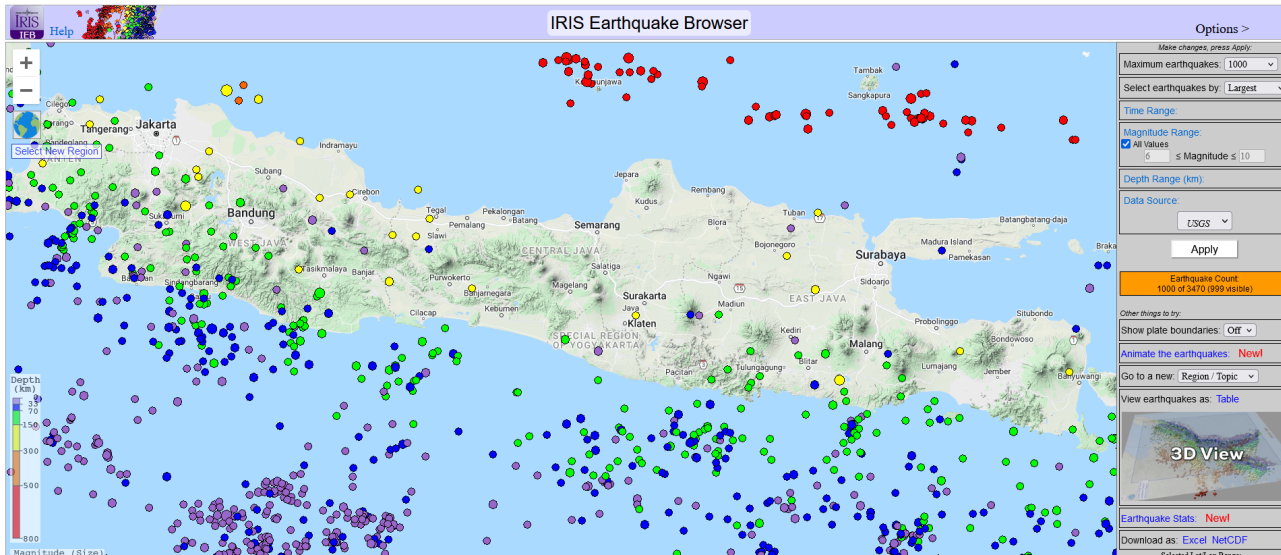 IRIS
IEB
Help
IRIS Earthquake Browser
Options >
+
−
Select New Region
Cilegon
Tangerang
Jakarta
Indramayu
Subang
Cirebon
Bandung
WEST JAVA
Tasikmalaya
Banjar
Sindangbarang
Tegal
Slawi
Pemalang
Pekalongan
Batang
Purwokerto
Banjarnegara
Cilacap
Kebumen
CENTRAL JAVA
Semarang
Salatiga
Magelang
Surakarta
Java
Klaten
SPECIAL REGION
OF YOGYAKARTA
Jepara
Kudus
Rembang
Blora
Tuban
Bojonegoro
Ngawi
Madiun
Pacitan
Tulungagung
Kediri
Blitar
EAST JAVA
Surabaya
Sidoarjo
Malang
Madura Island
Pamekasan
Batangbatang-daja
Probolinggo
Lumajang
Jember
Situbondo
Bondowoso
Banyuwangi
Tambak
Sangkapura
Depth
(km)
33
70
150
300
500
800
Magnitude (Size):
Make changes, press Apply:
Maximum earthquakes: 1000
Select earthquakes by: Largest
Time Range:
Magnitude Range:
All Values
6 ≤ Magnitude ≤ 10
Depth Range (km):
Data Source:
USGS
Apply
Earthquake Count:
1000 of 3470 (999 visible)
Other things to try:
Show plate boundaries: Off
Animate the earthquakes: New!
Go to a new: Region / Topic
View earthquakes as: Table
3D View
Earthquake Stats: New!
Download as: Excel NetCDF